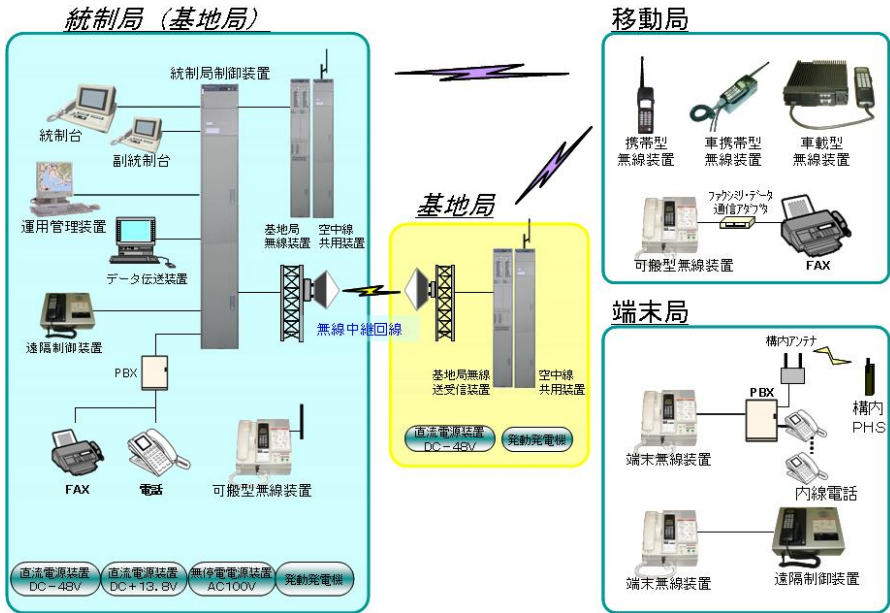 統制局（基地局）
統制局制御装置
統制台
副統制台
運用管理装置
データ伝送装置
遠隔制御装置
PBX
FAX
電話
基地局
無線装置
空中線
共用装置
可搬型無線装置
直流電源装置
DC－48V
直流電源装置
DC＋13.8V
無停電電源装置
AC100V
発動発電機
無線中継回線
基地局
基地局無線
送受信装置
空中線
共用装置
直流電源装置
DC－48V
発動発電機
移動局
携帯型
無線装置
車携帯型
無線装置
車載型
無線装置
ファクシミリ・データ
通信アダプタ
可搬型無線装置
FAX
端末局
構内アンテナ
PBX
構内
PHS
端末無線装置
内線電話
端末無線装置
遠隔制御装置